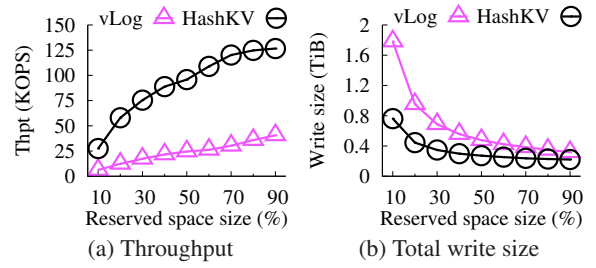 vLog HashKV
Thpt (KOPS)
150
125
100
75
50
25
0
10 30 50 70 90
Reserved space size (%)
(a) Throughput
vLog HashKV
Write size (TiB)
2
1.6
1.2
0.8
0.4
0
10 30 50 70 90
Reserved space size (%)
(b) Total write size